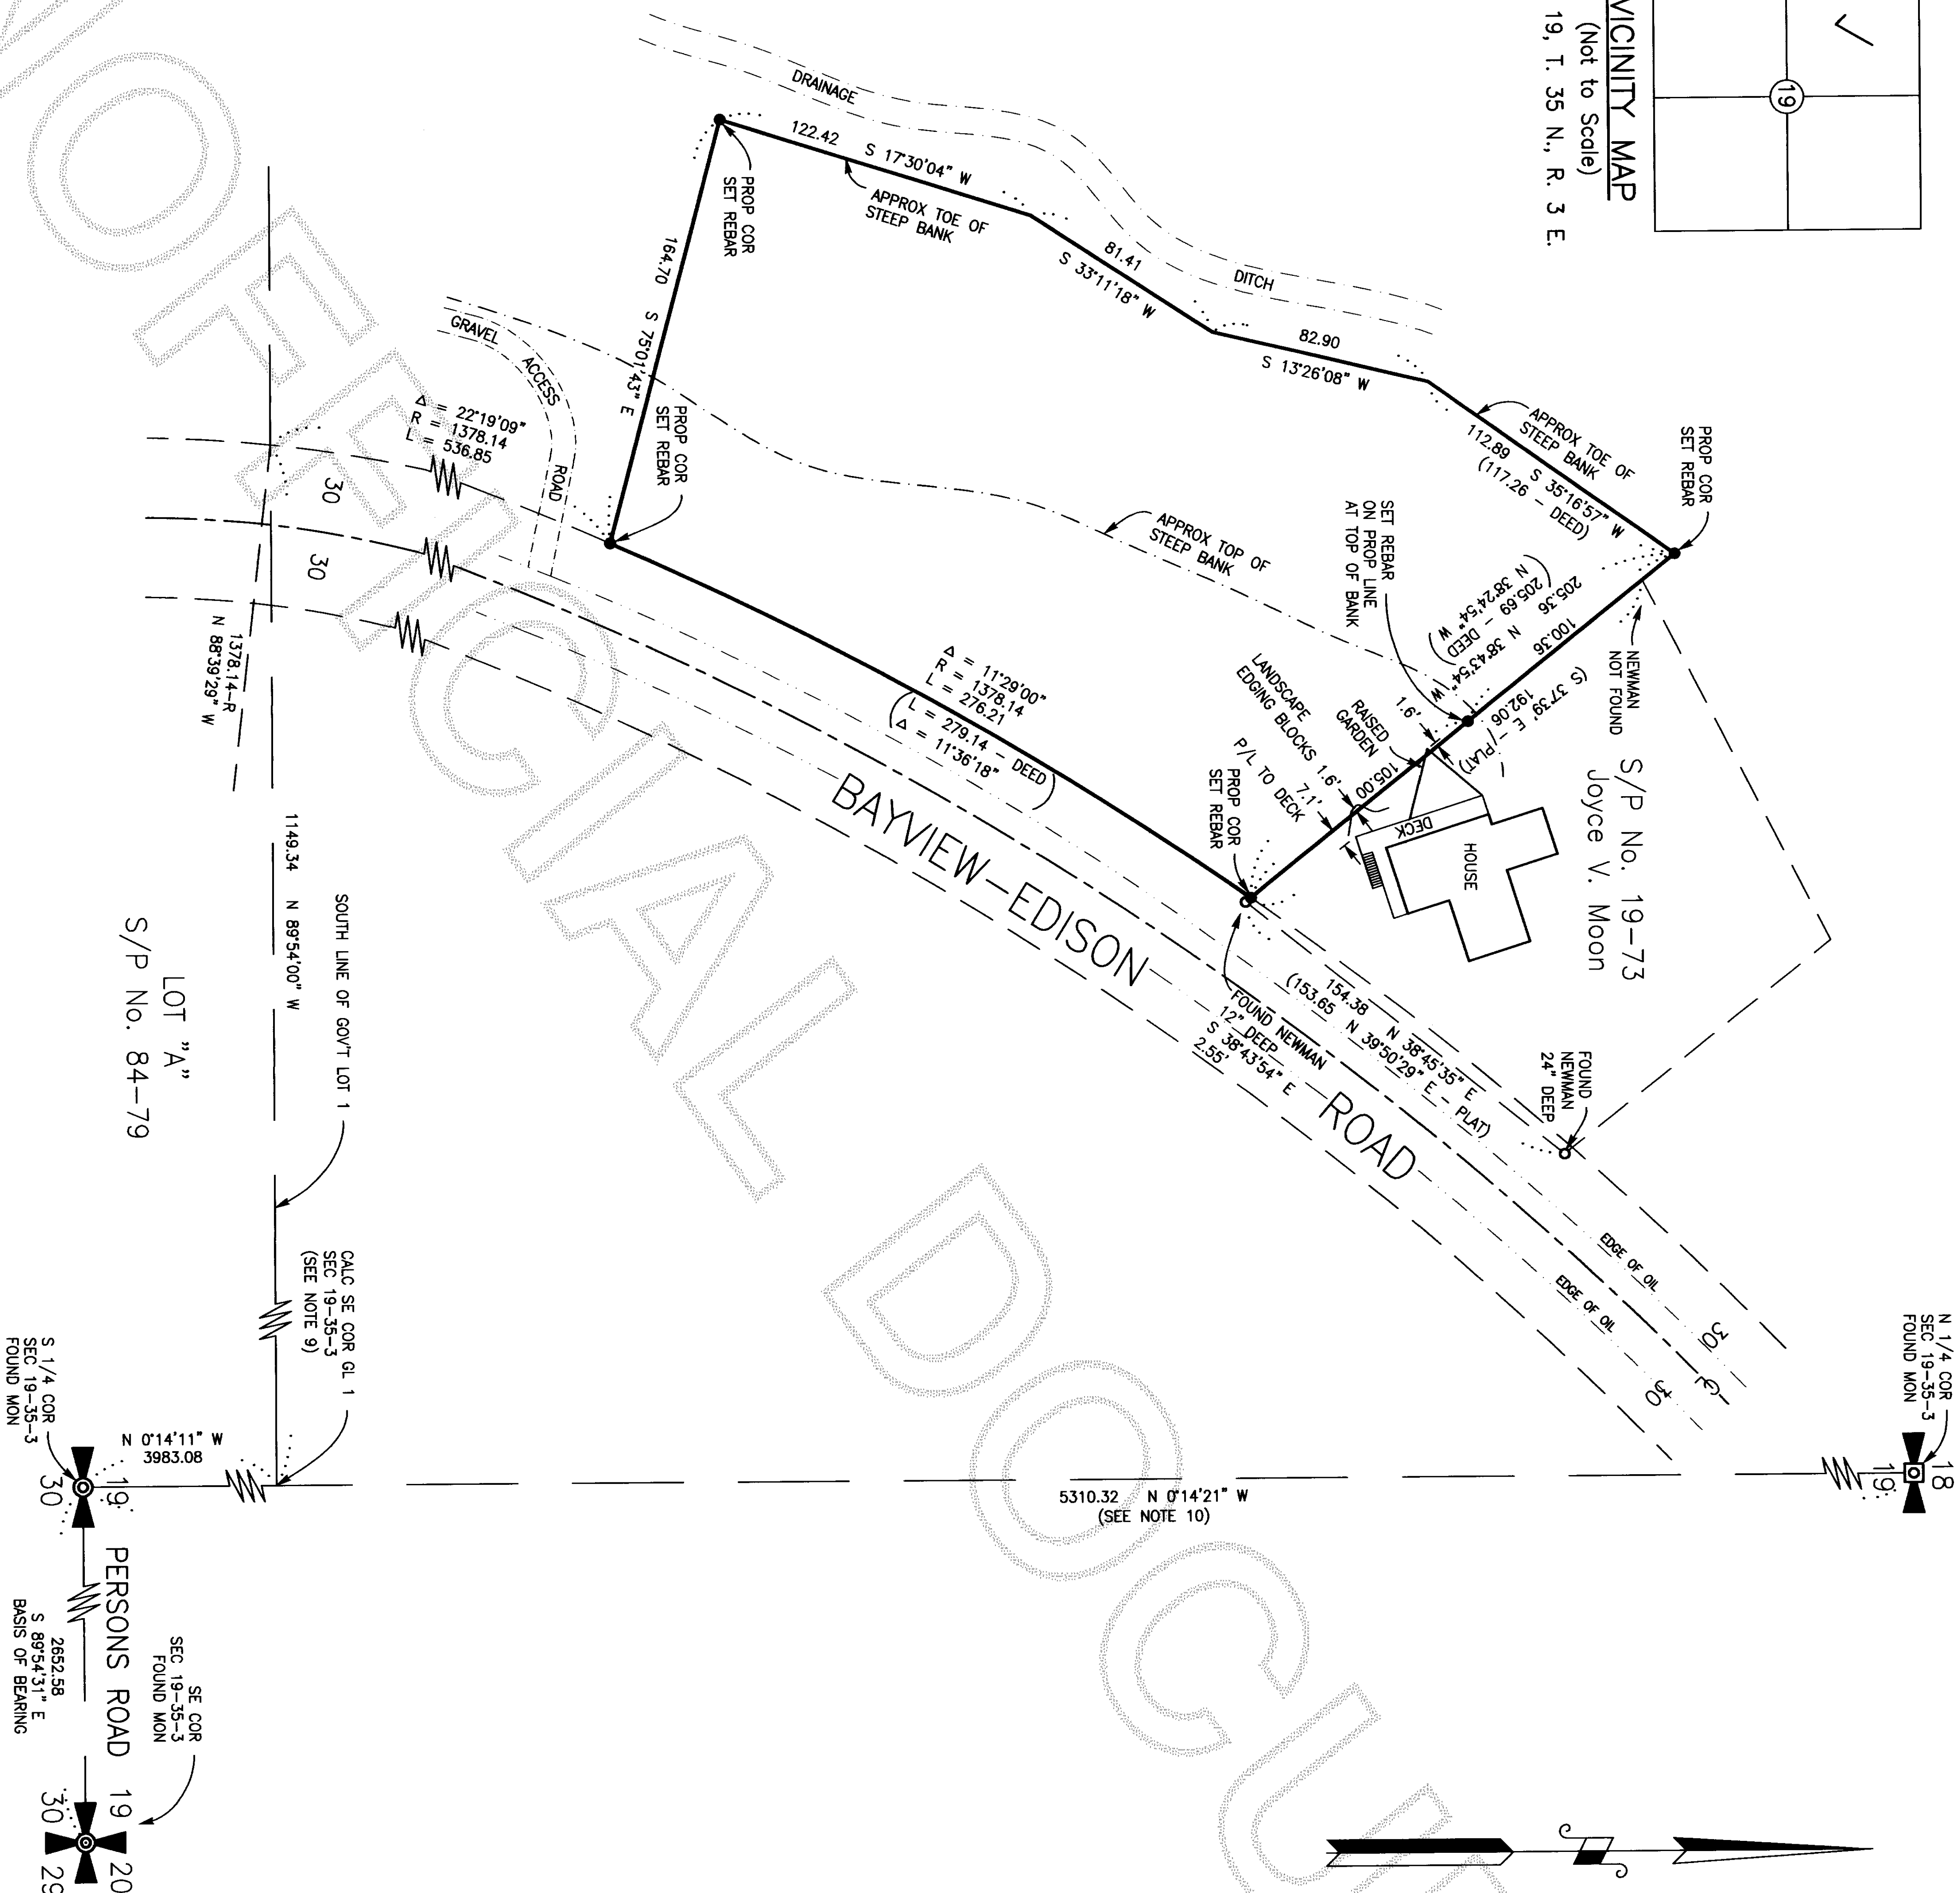 VICINITY MAP
(Not to Scale)
19, T. 35 N., R. 3 E.
19
DRAINAGE
DITCH
122.42 S 17°30'04" W
APPROX TOE OF
STEEP BANK
PROP COR
SET REBAR
81.41
S 33°11'18" W
82.90
S 13°26'08" W
APPROX TOE OF
STEEP BANK
112.89 S 35°16'57" W
(117.26 - DEED)
PROP COR
SET REBAR
164.70 S 75°01'43" E
PROP COR
SET REBAR
GRAVEL ACCESS ROAD
Δ = 22°19'09"
R = 1378.14
L = 536.85
30
30
1378.14-R
N 88°39'29" W
APPROX TOP OF
STEEP BANK
SET REBAR
ON PROP LINE
AT TOP OF BANK
205.36 N 38°43'54" W
(205.69 - DEED
N 38°24'54" W)
100.36
105.00
NEWMAN
NOT FOUND
(S 37°39' E
192.06 - PLAT)
1.6'
RAISED
GARDEN
LANDSCAPE
EDGING BLOCKS 1.6'
7.1'
P/L TO DECK
PROP COR
SET REBAR
DECK
HOUSE
S/P No. 19-73
Joyce V. Moon
Δ = 11°29'00"
R = 1378.14
L = 276.21
(L = 279.14 - DEED
Δ = 11°36'18")
BAYVIEW-EDISON ROAD
FOUND NEWMAN
12" DEEP
S 38°43'54" E
2.55'
154.38 N 38°45'35" E
(153.65 N 39°50'29" E - PLAT)
FOUND
NEWMAN
24" DEEP
EDGE OF OIL
EDGE OF OIL
30
30
N 1/4 COR
SEC 19-35-3
FOUND MON
18
19
5310.32 N 0°14'21" W
(SEE NOTE 10)
1149.34 N 89°54'00" W
SOUTH LINE OF GOV'T LOT 1
CALC SE COR GL 1
SEC 19-35-3
(SEE NOTE 9)
LOT "A"
S/P No. 84-79
N 0°14'11" W
3983.08
S 1/4 COR
SEC 19-35-3
FOUND MON
19
30
PERSONS ROAD
2652.58
S 89°54'31" E
BASIS OF BEARING
SE COR
SEC 19-35-3
FOUND MON
19 20
30 29